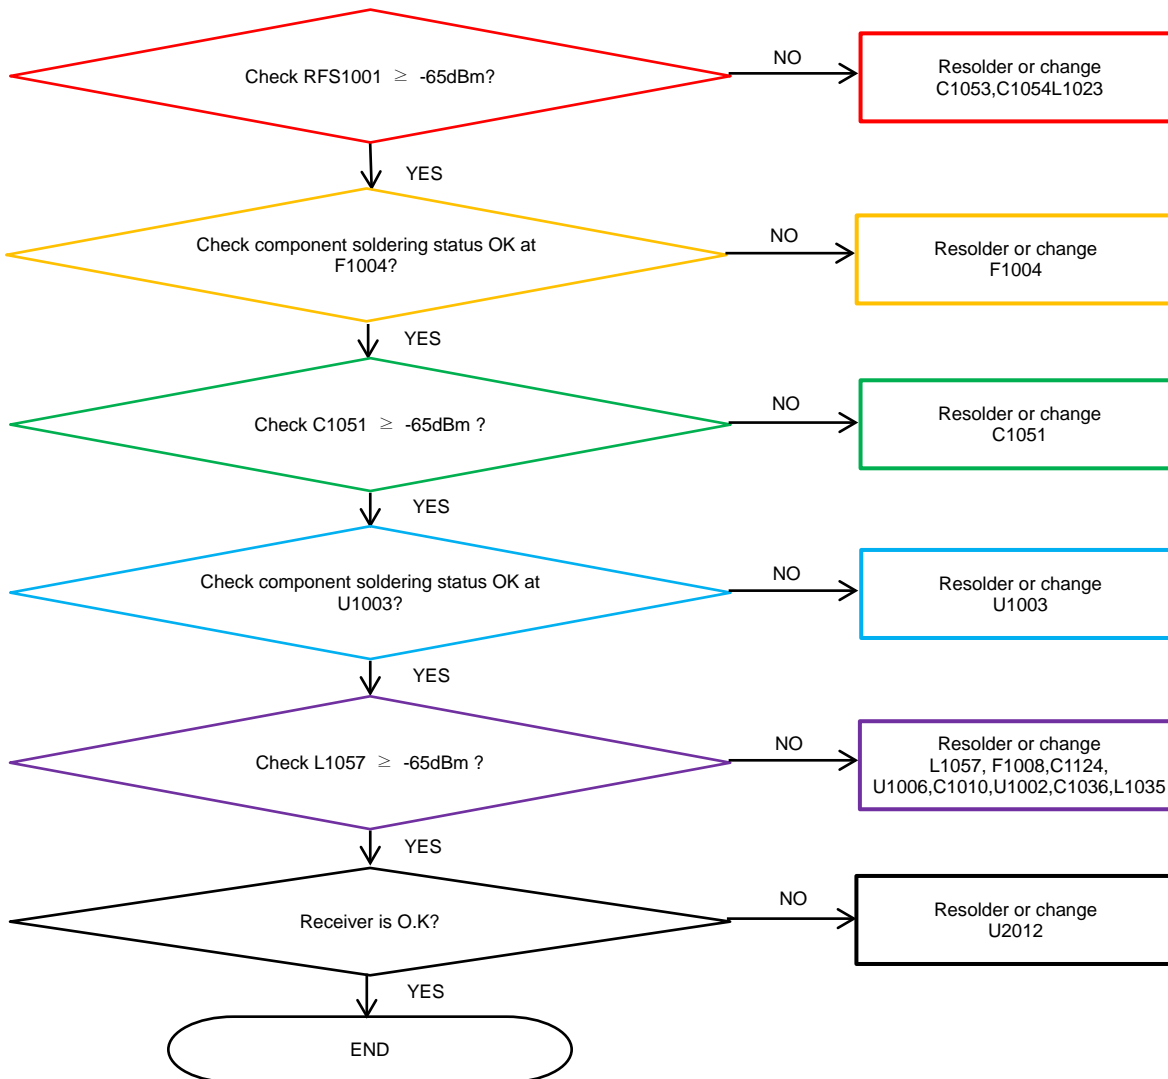 Check RFS1001 ≥ -65dBm?
NO
Resolder or change
C1053,C1054L1023
YES
Check component soldering status OK at
F1004?
NO
Resolder or change
F1004
YES
Check C1051 ≥ -65dBm ?
NO
Resolder or change
C1051
YES
Check component soldering status OK at
U1003?
NO
Resolder or change
U1003
YES
Check L1057 ≥ -65dBm ?
NO
Resolder or change
L1057, F1008,C1124,
U1006,C1010,U1002,C1036,L1035
YES
Receiver is O.K?
NO
Resolder or change
U2012
YES
END